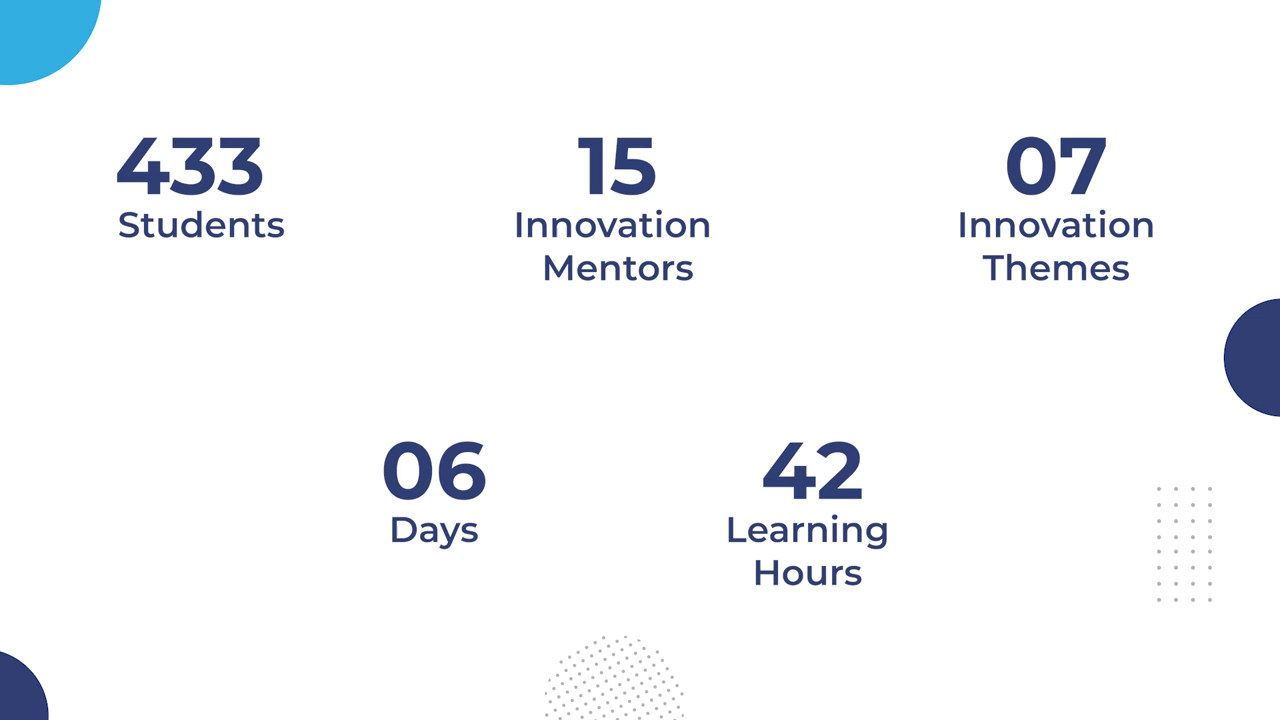 433
Students
15
Innovation
Mentors
07
Innovation
Themes
06
Days
42
Learning
Hours